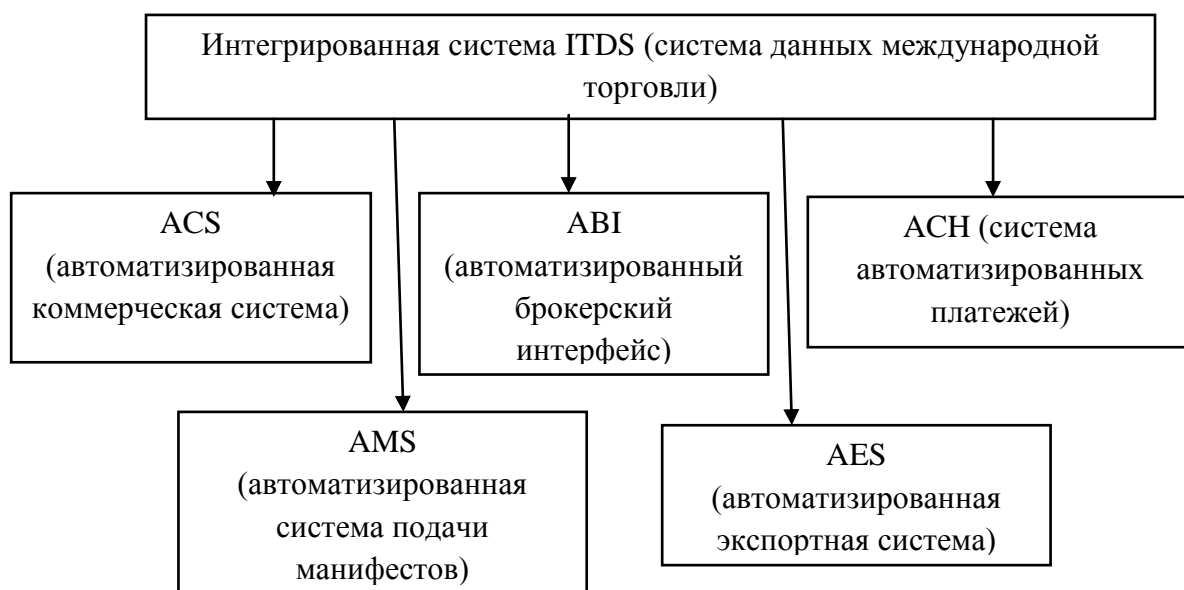 Интегрированная система ITDS (система данных международной
торговли)
ACS
(автоматизированная
коммерческая система)
ABI
(автоматизированный
брокерский
интерфейс)
ACH (система
автоматизированных
платежей)
AMS
(автоматизированная
система подачи
манифестов)
AES
(автоматизированная
экспортная система)